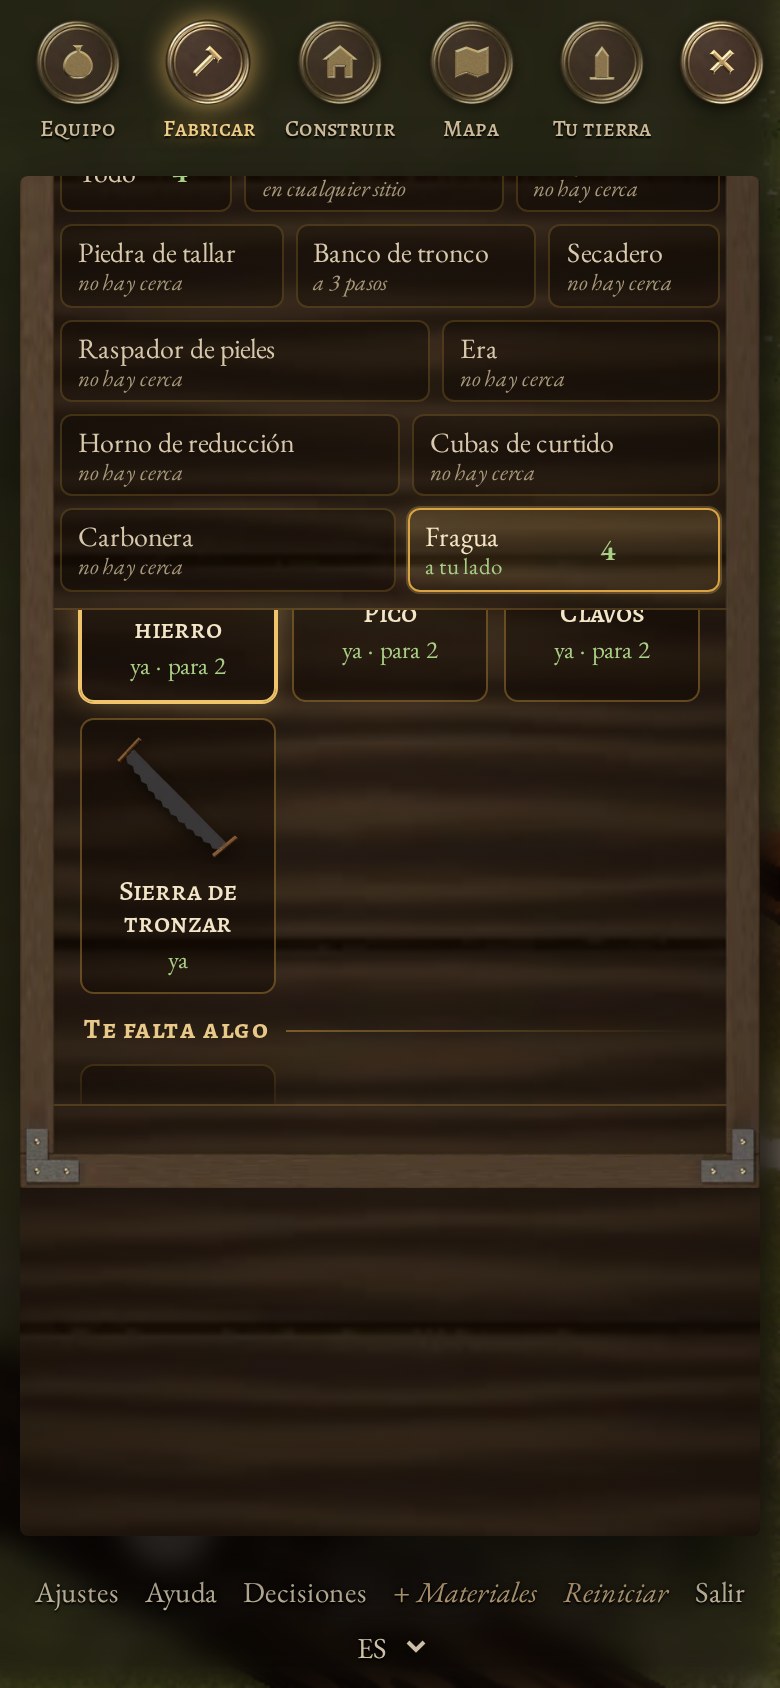 Equipo
Fabricar
Construir
Mapa
Tu tierra
Todo 4
en cualquier sitio
no hay cerca
Piedra de tallar
no hay cerca
Banco de tronco
a 3 pasos
Secadero
no hay cerca
Raspador de pieles
no hay cerca
Era
no hay cerca
Horno de reducción
no hay cerca
Cubas de curtido
no hay cerca
Carbonera
no hay cerca
Fragua 4
a tu lado
hierro
ya · para 2
Pico
ya · para 2
Clavos
ya · para 2
Sierra de
tronzar
ya
Te falta algo
Ajustes Ayuda Decisiones + Materiales Reiniciar Salir
ES